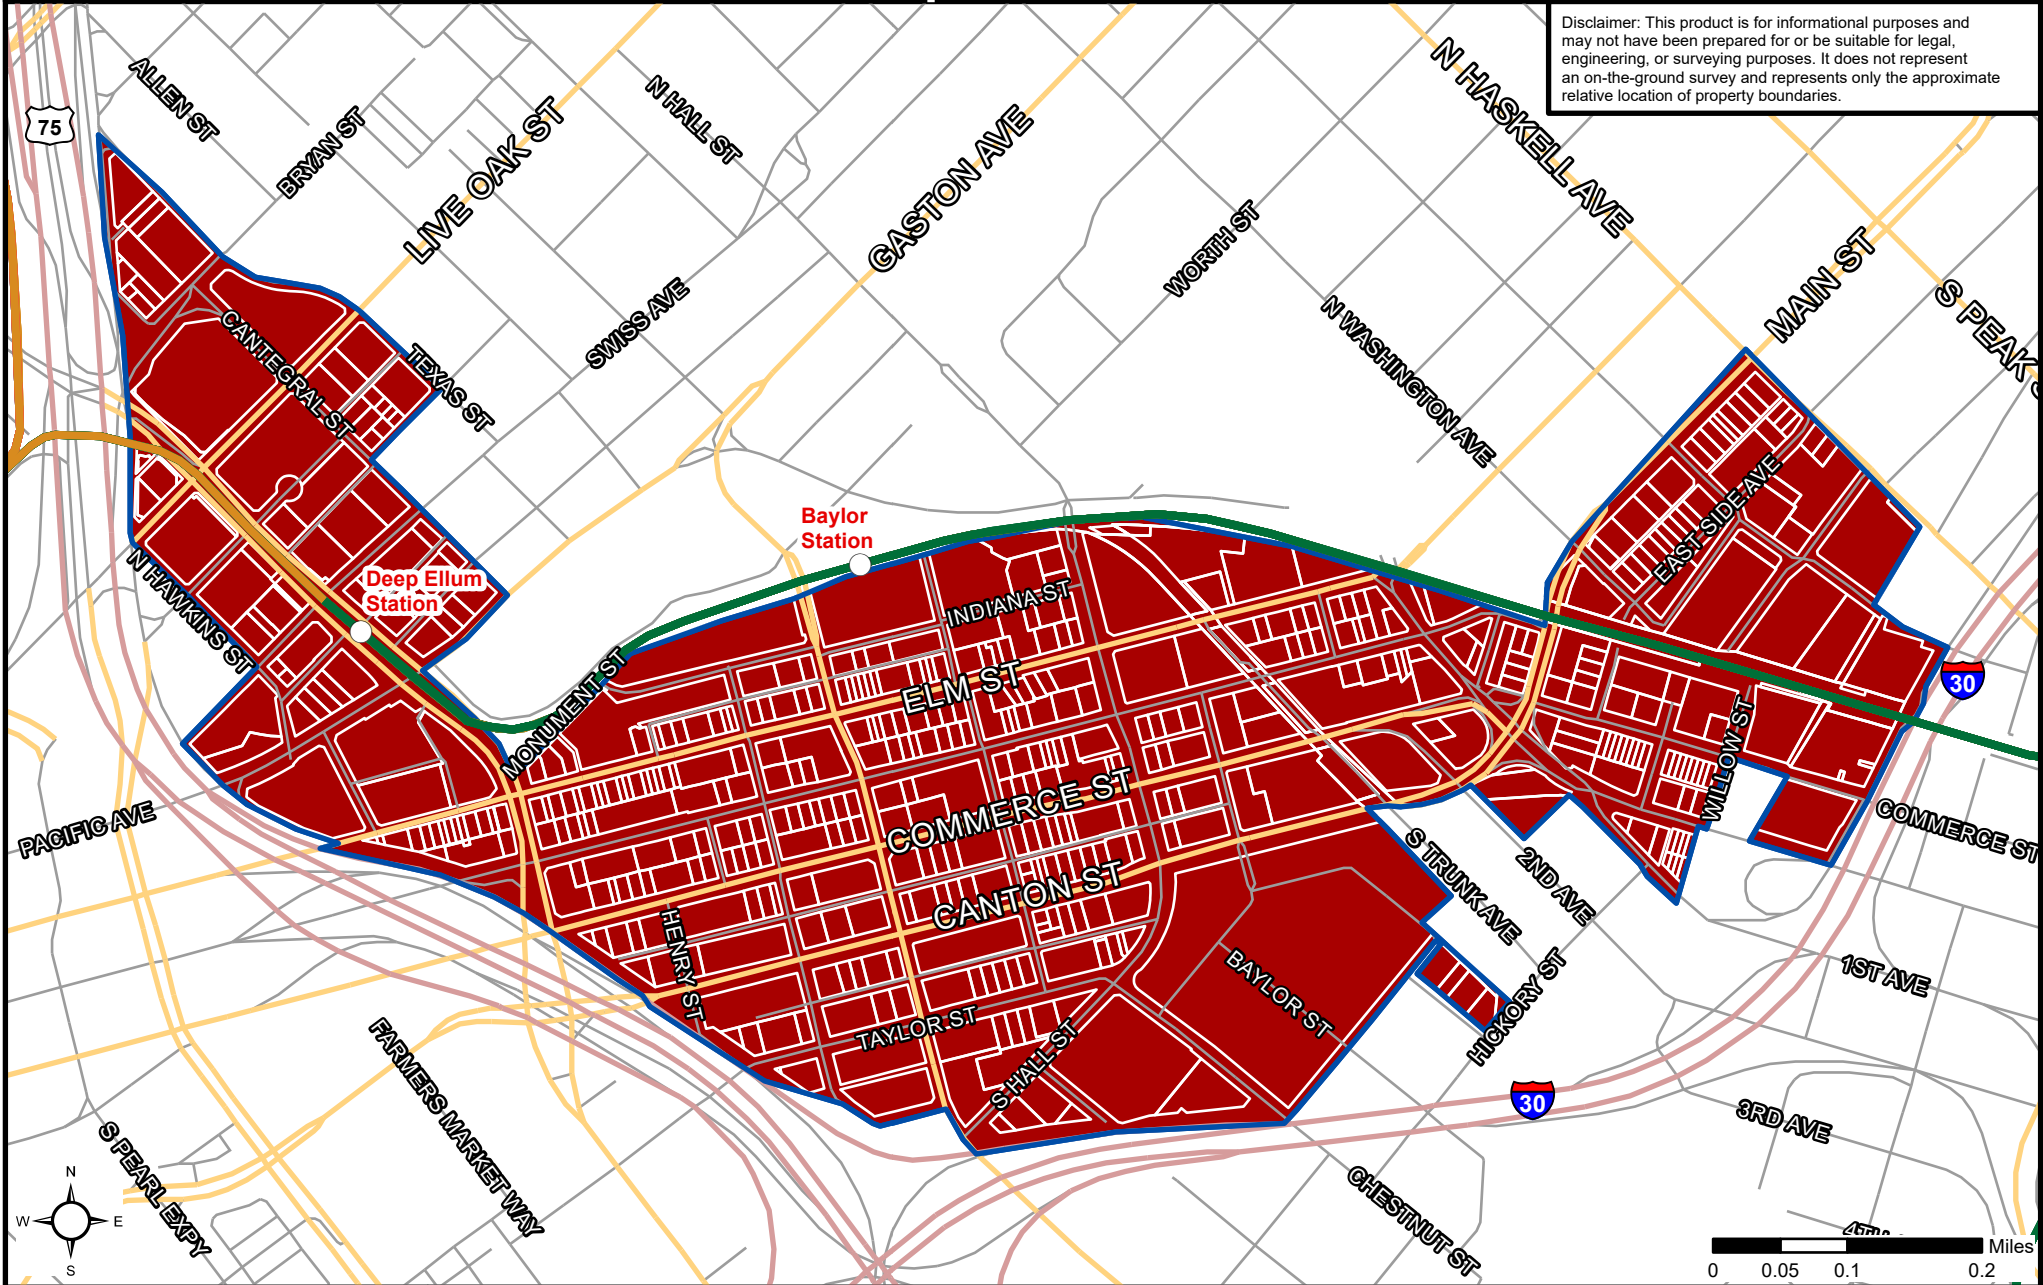 Disclaimer: This product is for informational purposes and
may not have been prepared for or be suitable for legal,
engineering, or surveying purposes. It does not represent
an on-the-ground survey and represents only the approximate
relative location of property boundaries.
75
ALLEN ST
BRYAN ST
LIVE OAK ST
N HALL ST
GASTON AVE
N HASKELL AVE
WORTH ST
MAIN ST
S PEAK
SWISS AVE
N WASHINGTON AVE
CANTEGRAL ST
TEXAS ST
EAST SIDE AVE
Baylor
Station
Deep Ellum
Station
N HAWKINS ST
INDIANA ST
MONUMENT ST
ELM ST
30
WILLOW ST
PACIFIC AVE
COMMERCE ST
COMMERCE ST
CANTON ST
S TRUNK AVE
2ND AVE
HENRY ST
BAYLOR ST
1ST AVE
HICKORY ST
TAYLOR ST
S HALL ST
FARMERS MARKET WAY
30
3RD AVE
S PEARL EXPY
CHESTNUT ST
N
W
E
S
Miles
0
0.05
0.1
0.2